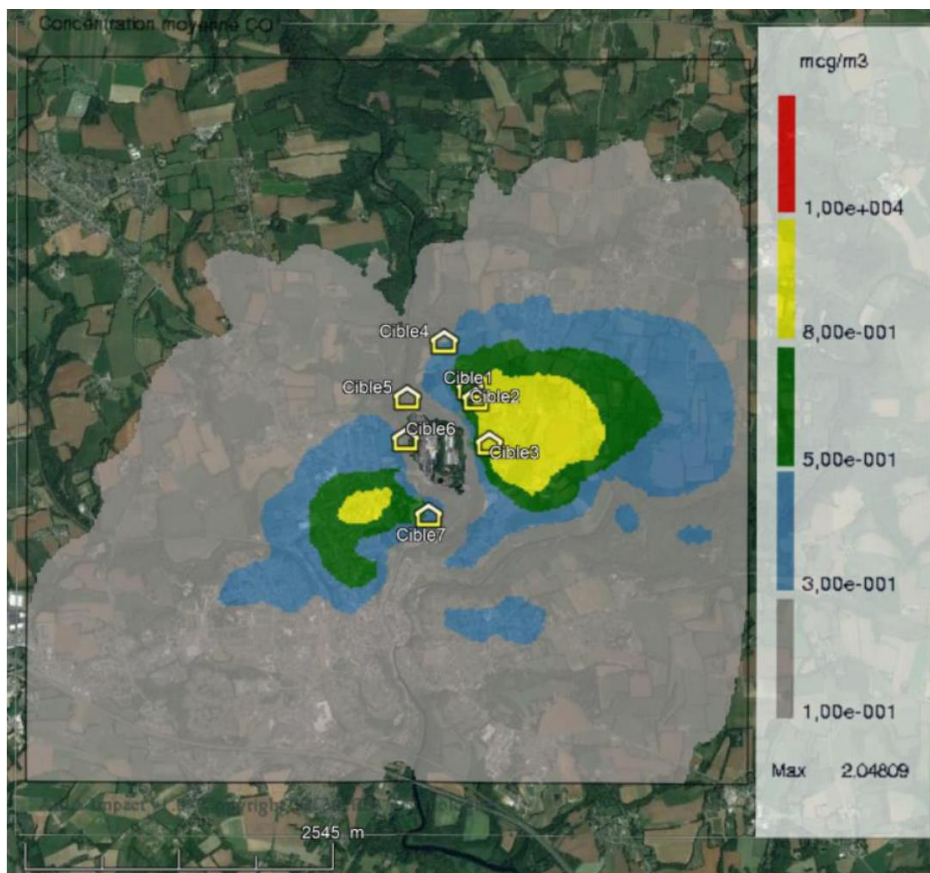 Concentration moyenne CO
mcg/m3
1,00e+004
8,00e-001
5,00e-001
3,00e-001
1,00e-001
Max 2.04809
Cible4
Cible1
Cible5
Cible2
Cible6
Cible3
Cible7
2545 m